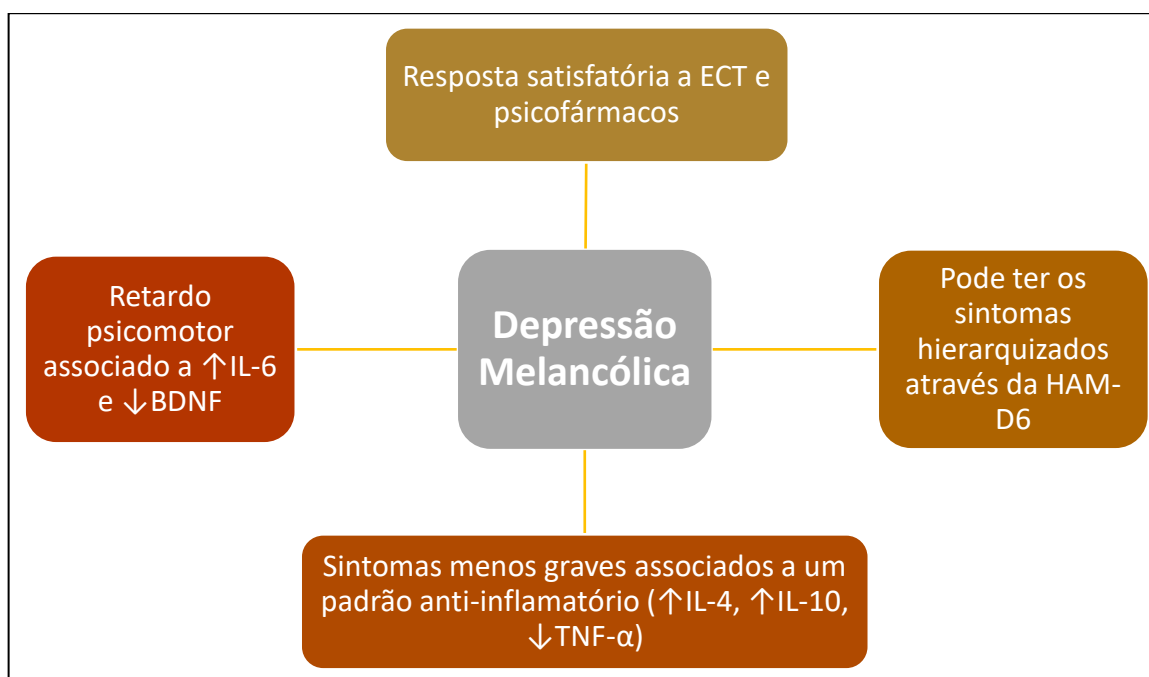 Resposta satisfatória a ECT e
psicofármacos
Retardo
psicomotor
associado a ↑IL-6
e ↓BDNF
Depressão
Melancólica
Pode ter os
sintomas
hierarquizados
através da HAM-
D6
Sintomas menos graves associados a um
padrão anti-inflamatório (↑IL-4, ↑IL-10,
↓TNF-α)